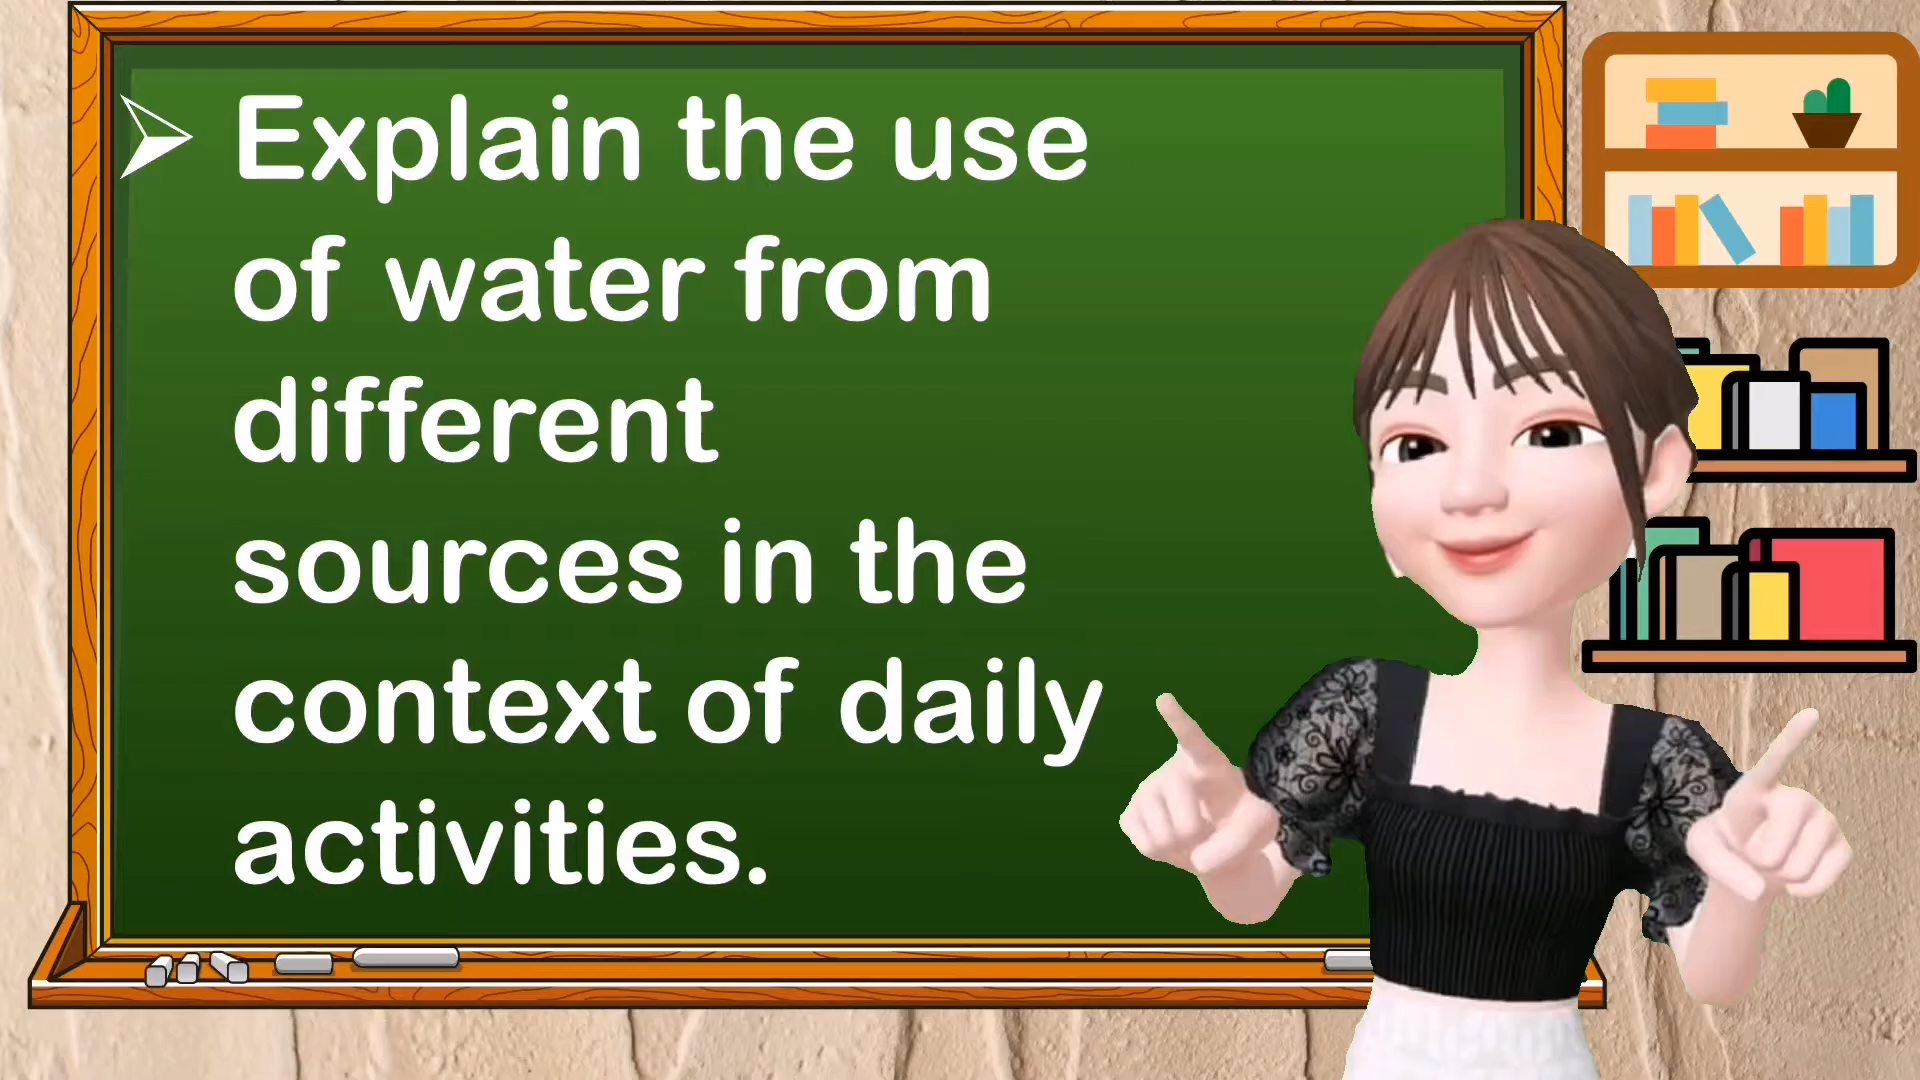 Explain the use
of water from
different
sources in the
context of daily
activities.